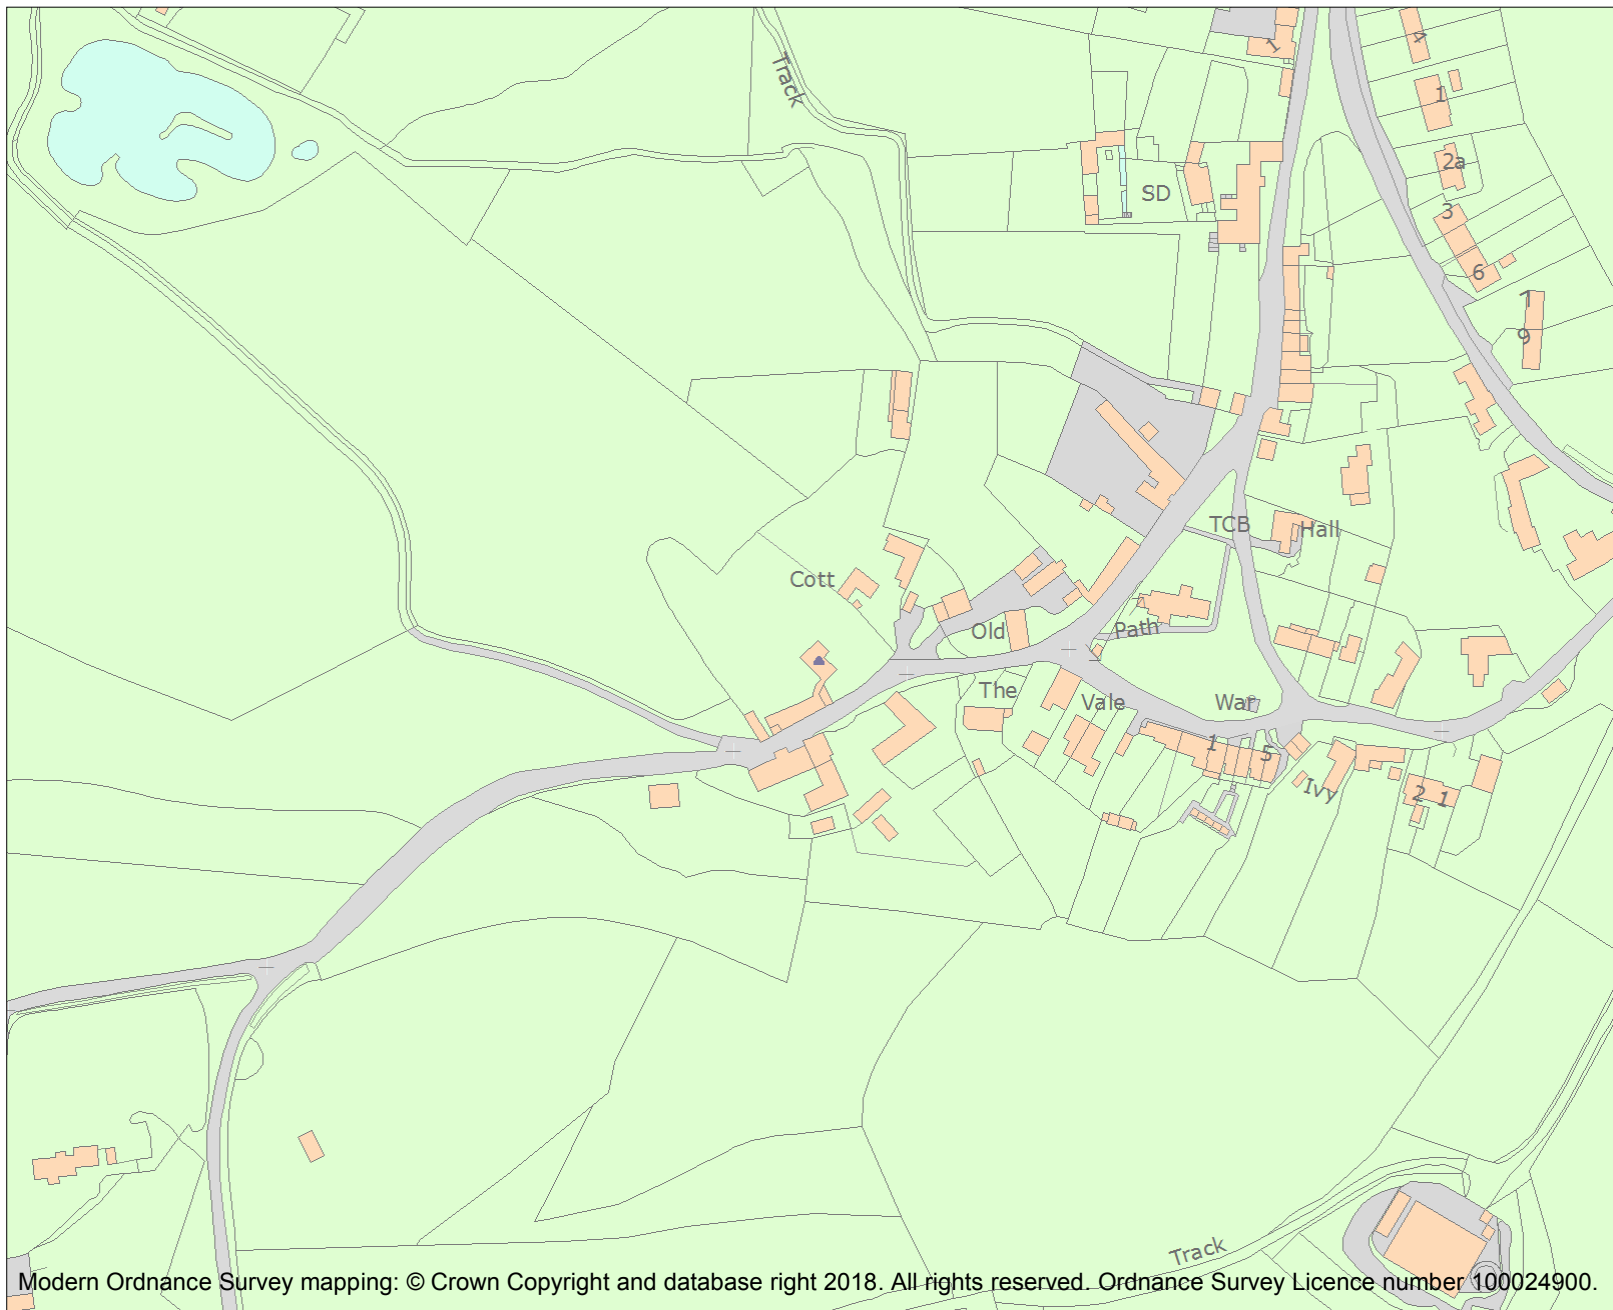 4
1
Track
1
2a
SD
3
6
7
9
TCB
Hall
Cott
Old
Path
The
Vale
War
1
5
Ivy
2 1
Track
Modern Ordnance Survey mapping: © Crown Copyright and database right 2018. All rights reserved. Ordnance Survey Licence number 100024900.